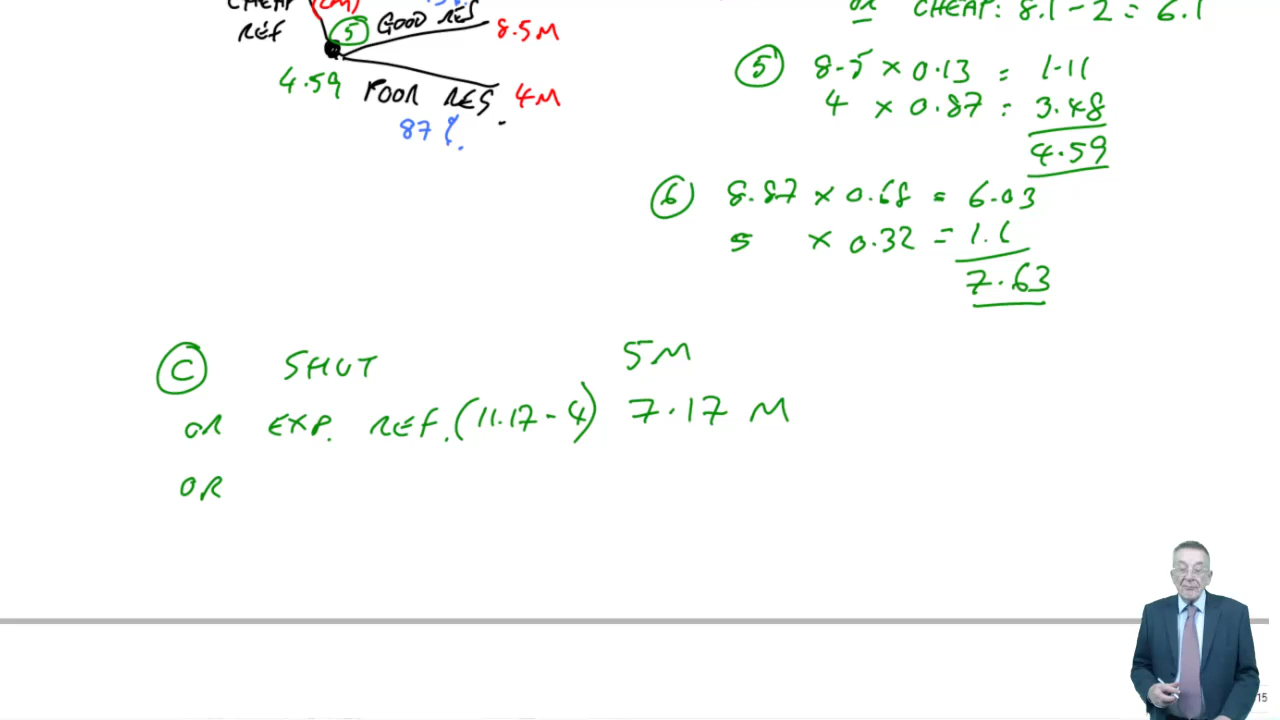 CHEAP (2M)
REF 5 GOOD RES 8.5M
4.59 POOR RES. 4M
87%.
OR CHEAP: 8.1 - 2 = 6.1
5 8.5 × 0.13 = 1.11
4 × 0.87 = 3.48
4.59
6 8.87 × 0.68 = 6.03
5 × 0.32 = 1.6
7.63
C SHUT 5M
OR EXP. REF. (11.17 - 4) 7.17 M
OR
15